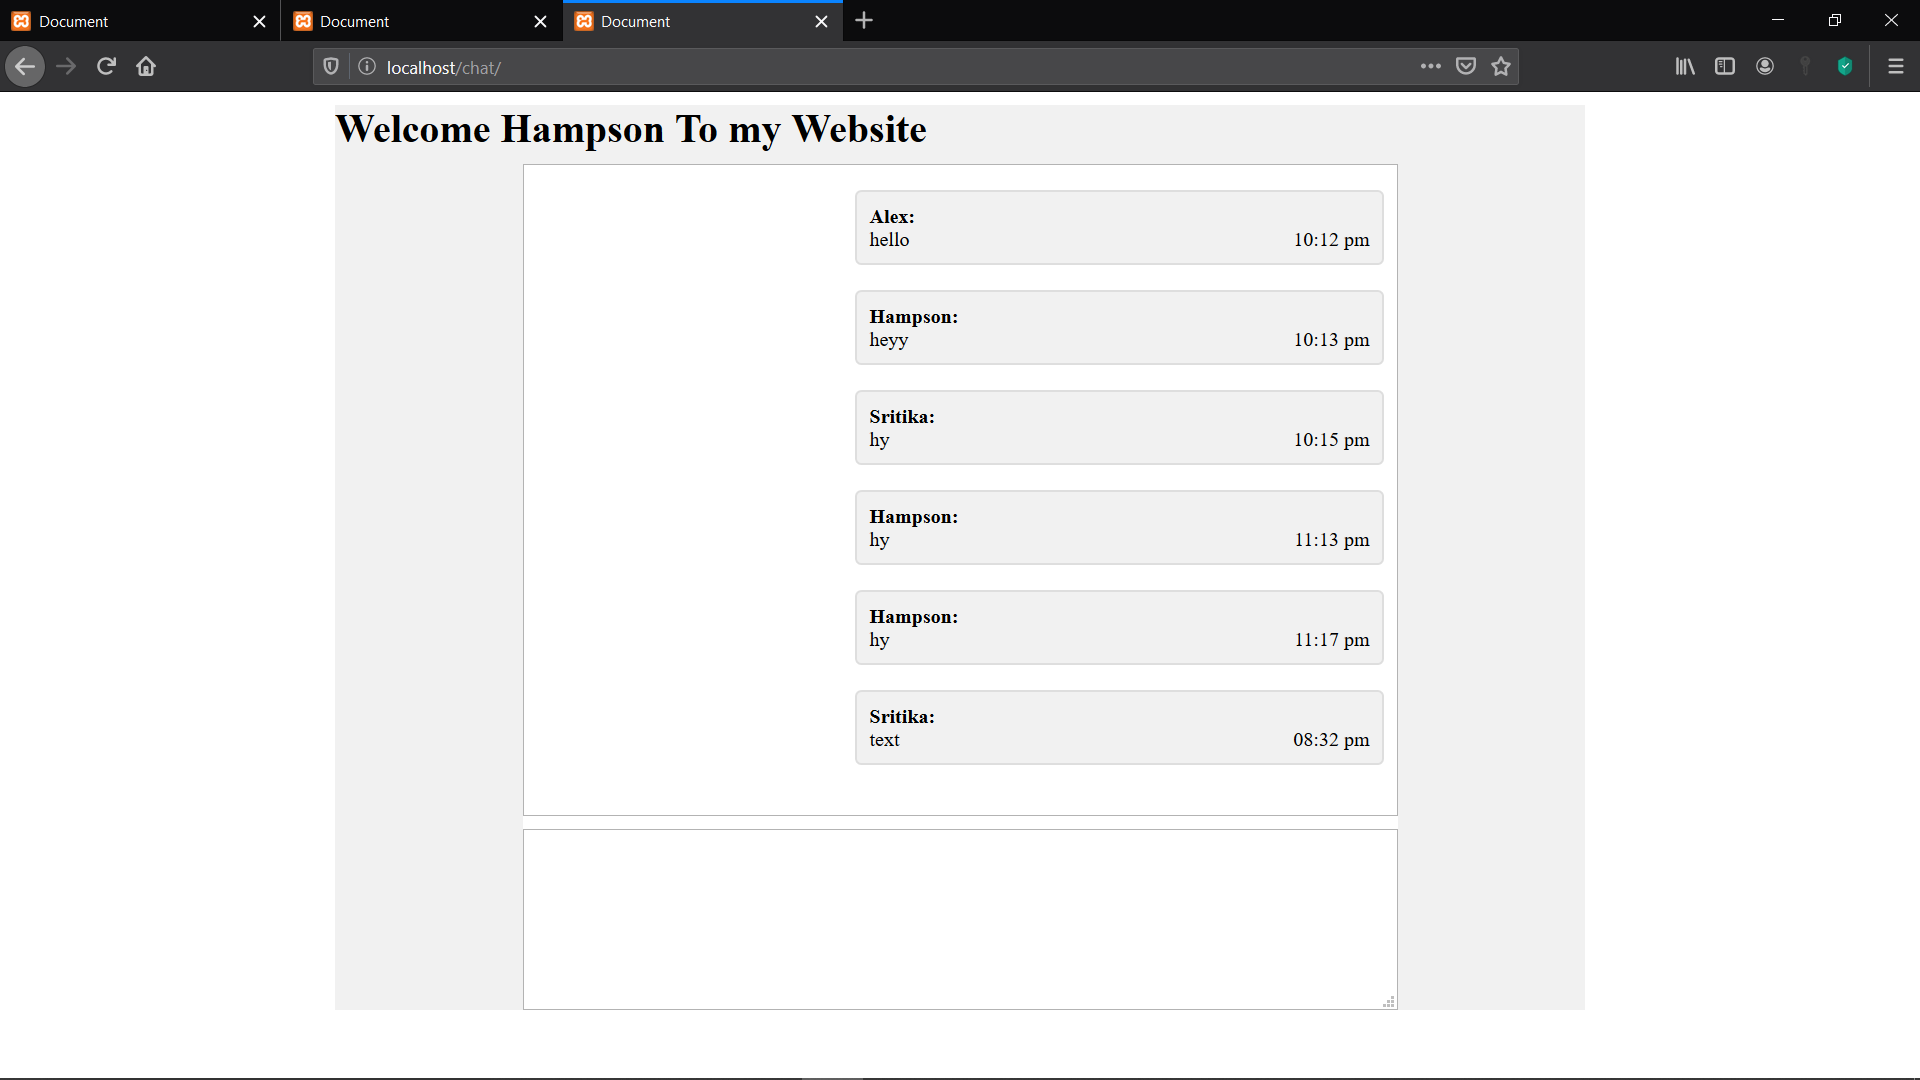 Document
Document
Document
localhost/chat/
Welcome Hampson To my Website
Alex:
hello 10:12 pm
Hampson:
heyy 10:13 pm
Sritika:
hy 10:15 pm
Hampson:
hy 11:13 pm
Hampson:
hy 11:17 pm
Sritika:
text 08:32 pm